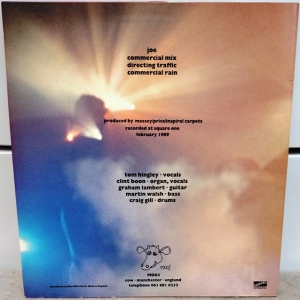 joe
commercial mix
directing traffic
commercial rain
produced by mussey/price/inspiral carpets
recorded at square one
february 1989
tom hingley · vocals
clint boon · organ, vocals
graham lambert · guitar
martin walsh · bass
craig gill · drums
moo!
cow · manchester · england